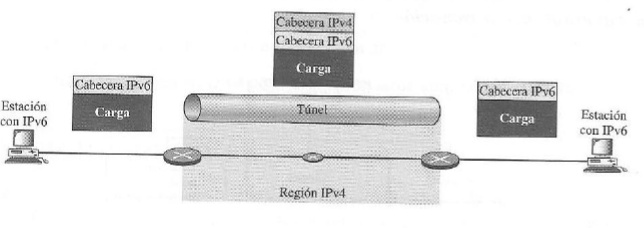 Cabecera IPv4
Cabecera IPv6
Carga
Cabecera IPv6
Carga
Túnel
Cabecera IPv6
Carga
Estación
con IPv6
Estación
con IPv6
Región IPv4